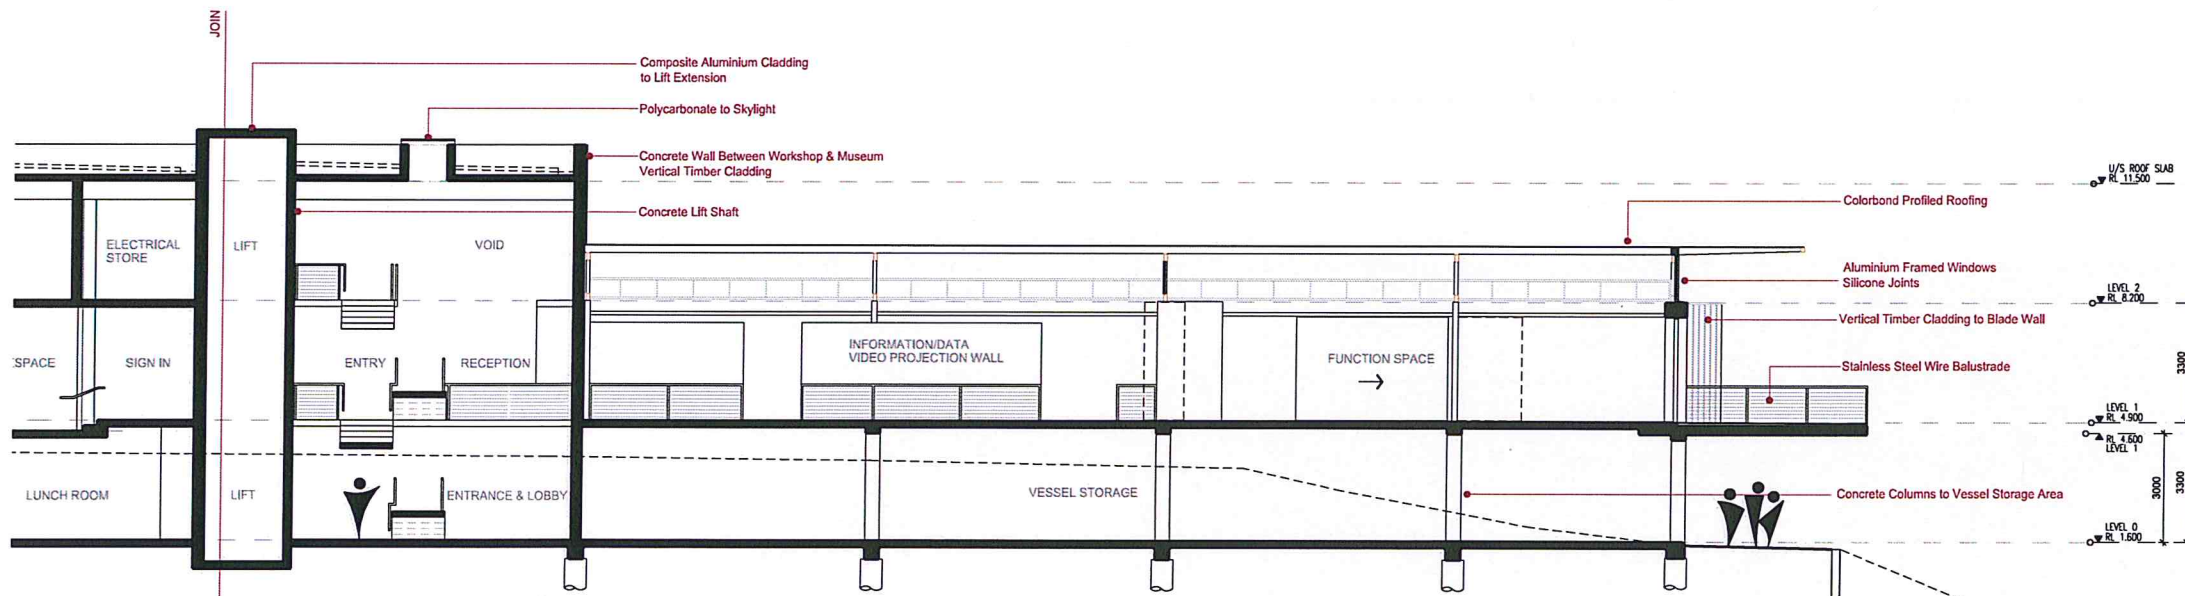 JOIN
Composite Aluminium Cladding
to Lift Extension
Polycarbonate to Skylight
Concrete Wall Between Workshop & Museum
Vertical Timber Cladding
U/S ROOF SLAB
RL 11.500
Concrete Lift Shaft
Colorbond Profiled Roofing
ELECTRICAL
STORE
LIFT
VOID
Aluminium Framed Windows
Silicone Joints
LEVEL 2
RL 8.200
Vertical Timber Cladding to Blade Wall
SPACE
SIGN IN
ENTRY
RECEPTION
INFORMATION/DATA
VIDEO PROJECTION WALL
FUNCTION SPACE
Stainless Steel Wire Balustrade
3300
LEVEL 1
RL 4.900
RL 4.600
LEVEL 1
LUNCH ROOM
LIFT
ENTRANCE & LOBBY
VESSEL STORAGE
Concrete Columns to Vessel Storage Area
3000
3300
LEVEL 0
RL 1.600